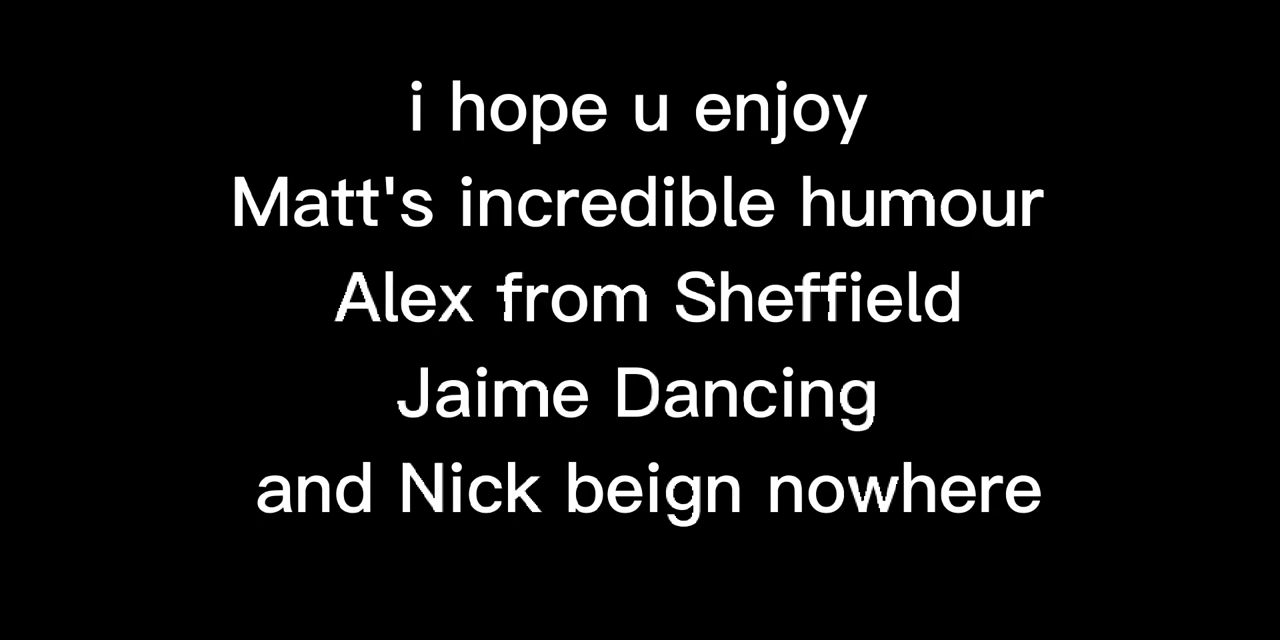 i hope u enjoy
Matt's incredible humour
Alex from Sheffield
Jaime Dancing
and Nick beign nowhere